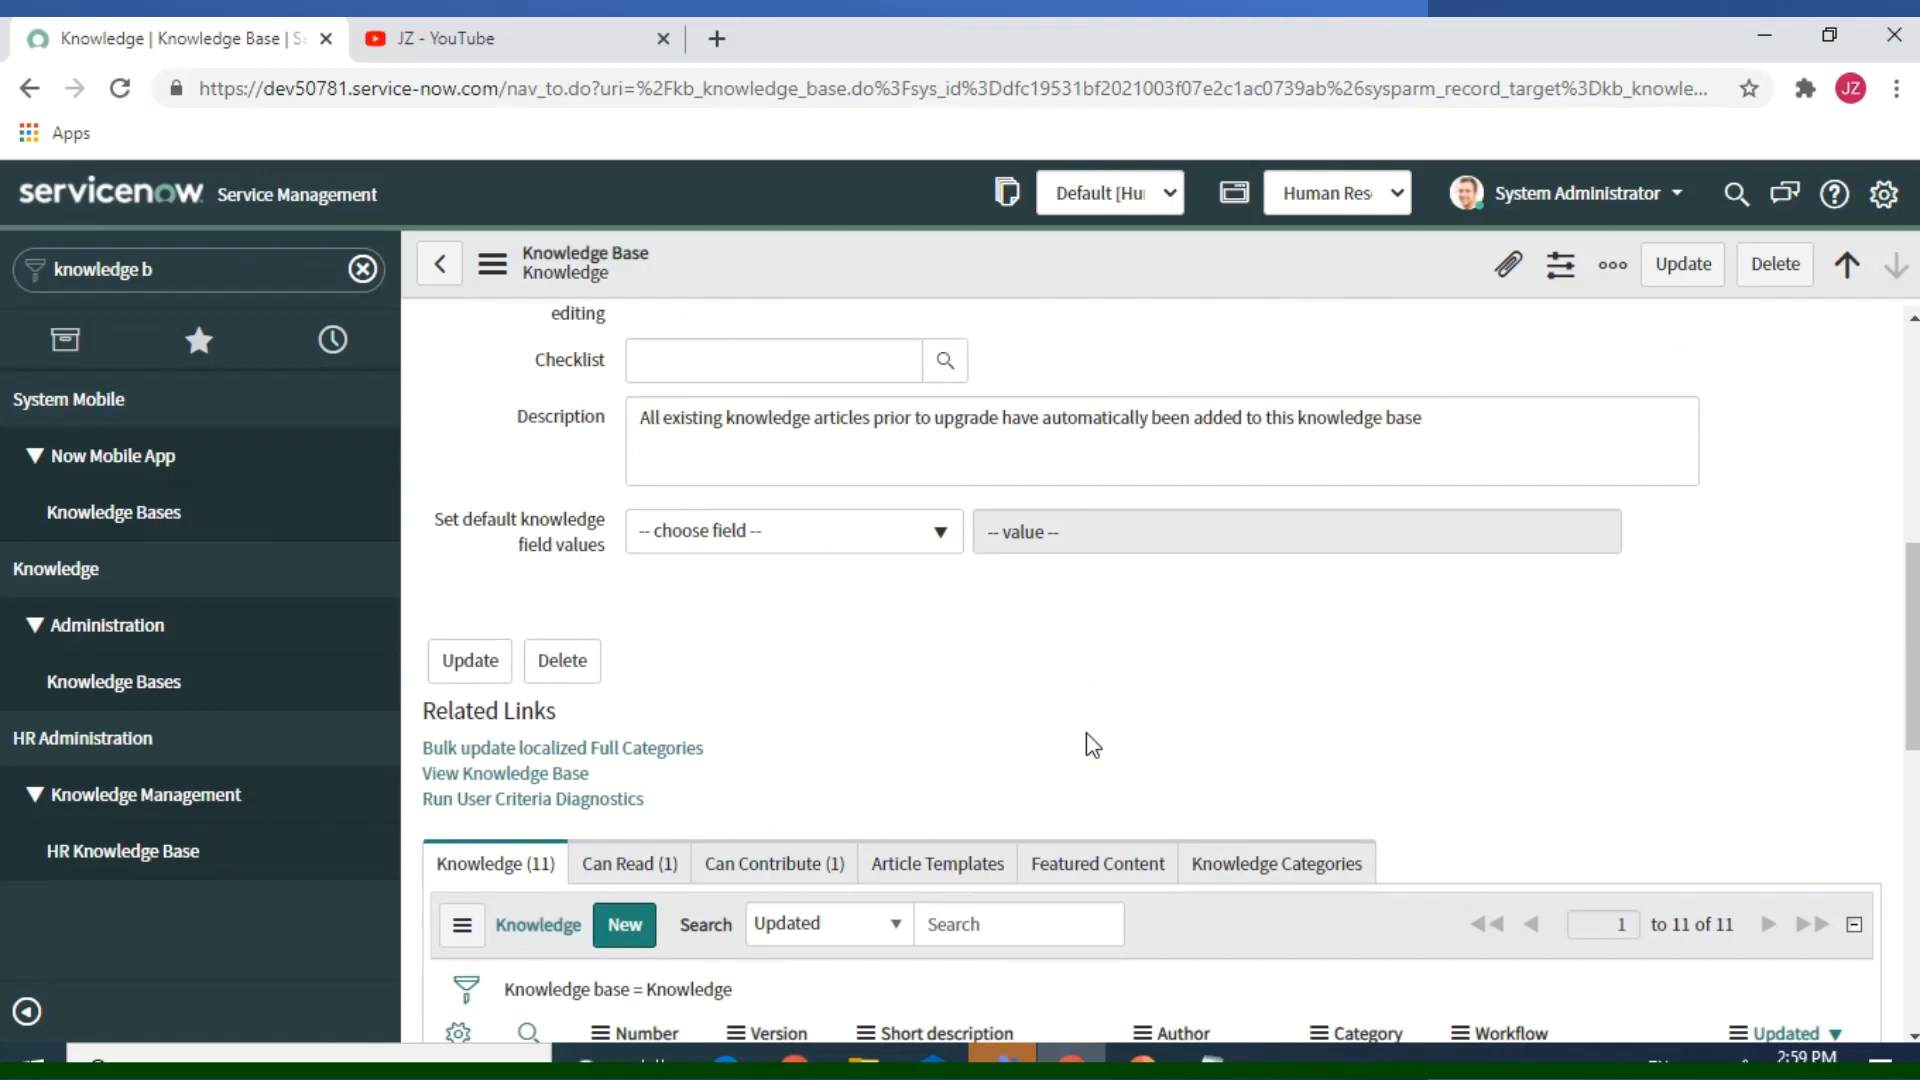 Knowledge | Knowledge Base | S
JZ - YouTube
https://dev50781.service-now.com/nav_to.do?uri=%2Fkb_knowledge_base.do%3Fsys_id%3Ddfc19531bf2021003f07e2c1ac0739ab%26sysparm_record_target%3Dkb_knowle...
JZ
Apps
servicenow Service Management
Default [Hu
Human Res
System Administrator
knowledge b
Knowledge Base
Knowledge
Update
Delete
System Mobile
Now Mobile App
Knowledge Bases
Knowledge
Administration
Knowledge Bases
HR Administration
Knowledge Management
HR Knowledge Base
editing
Checklist
Description
All existing knowledge articles prior to upgrade have automatically been added to this knowledge base
Set default knowledge
field values
-- choose field --
-- value --
Update
Delete
Related Links
Bulk update localized Full Categories
View Knowledge Base
Run User Criteria Diagnostics
Knowledge (11)
Can Read (1)
Can Contribute (1)
Article Templates
Featured Content
Knowledge Categories
Knowledge
New
Search
Updated
Search
1 to 11 of 11
Knowledge base = Knowledge
Number
Version
Short description
Author
Category
Workflow
Updated
2:59 PM